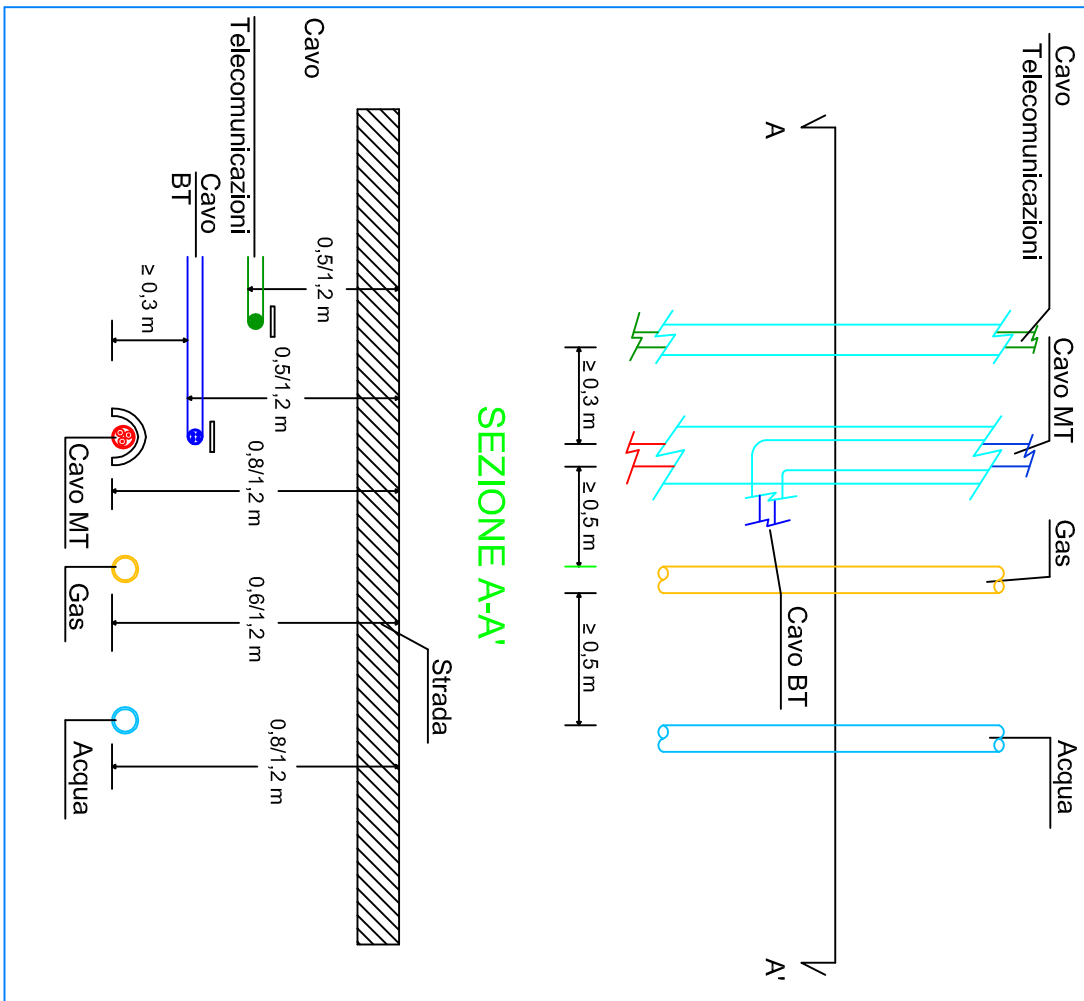 Cavo
Telecomunicazioni
Cavo MT
Gas
Acqua
A
A'
Cavo BT
≥ 0,3 m
≥ 0,5 m
≥ 0,5 m
SEZIONE A-A'
Strada
Cavo
Telecomunicazioni
Cavo
BT
0,5/1,2 m
0,5/1,2 m
0,8/1,2 m
0,6/1,2 m
0,8/1,2 m
≥ 0,3 m
Cavo MT
Gas
Acqua